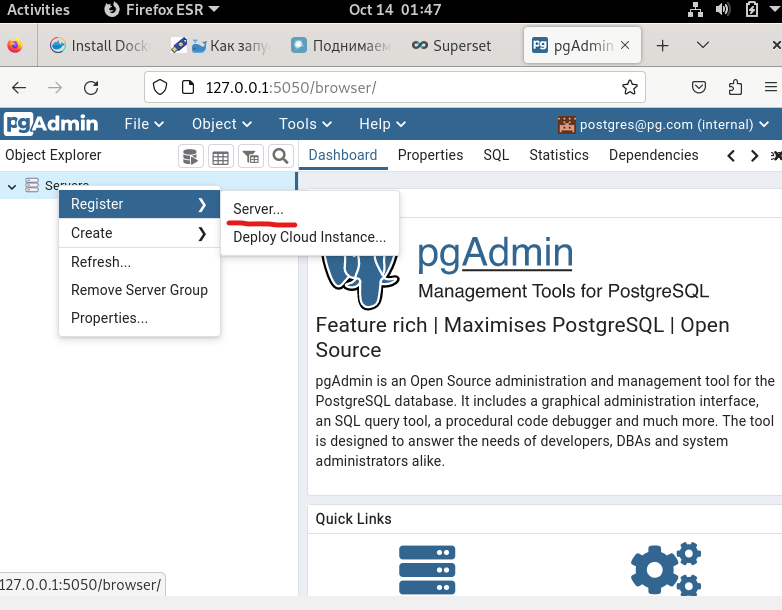 Activities Firefox ESR Oct 14 01:47
Install Dock Как запу Поднимаем Superset pgAdmin
127.0.0.1:5050/browser/
pgAdmin File Object Tools Help postgres@pg.com (internal)
Object Explorer Dashboard Properties SQL Statistics Dependencies
Servers
Register
Server...
Create
Deploy Cloud Instance...
Refresh...
Remove Server Group
Properties...
pgAdmin
Management Tools for PostgreSQL
Feature rich | Maximises PostgreSQL | Open
Source
pgAdmin is an Open Source administration and management tool for the
PostgreSQL database. It includes a graphical administration interface,
an SQL query tool, a procedural code debugger and much more. The tool
is designed to answer the needs of developers, DBAs and system
administrators alike.
Quick Links
127.0.0.1:5050/browser/